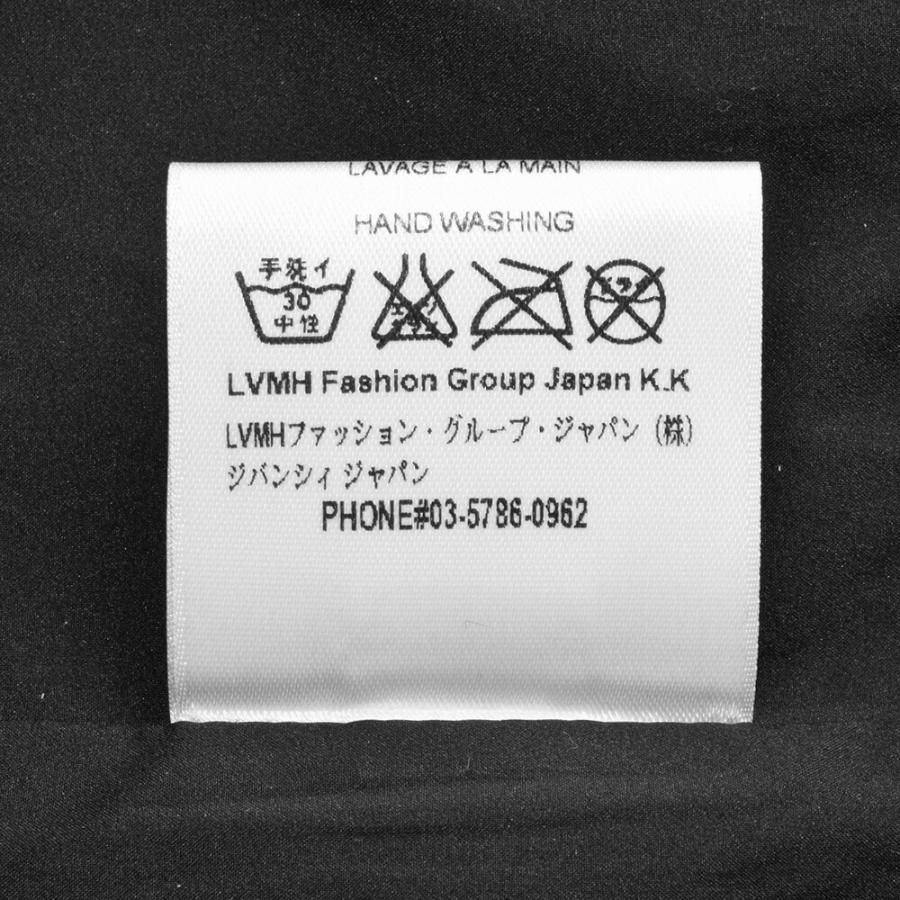 LAVAGE A LA MAIN
HAND WASHING
手洗イ
30
中性
LVMH Fashion Group Japan K.K
LVMHファッション・グループ・ジャパン（株）
ジバンシィ ジャパン
PHONE#03-5786-0962